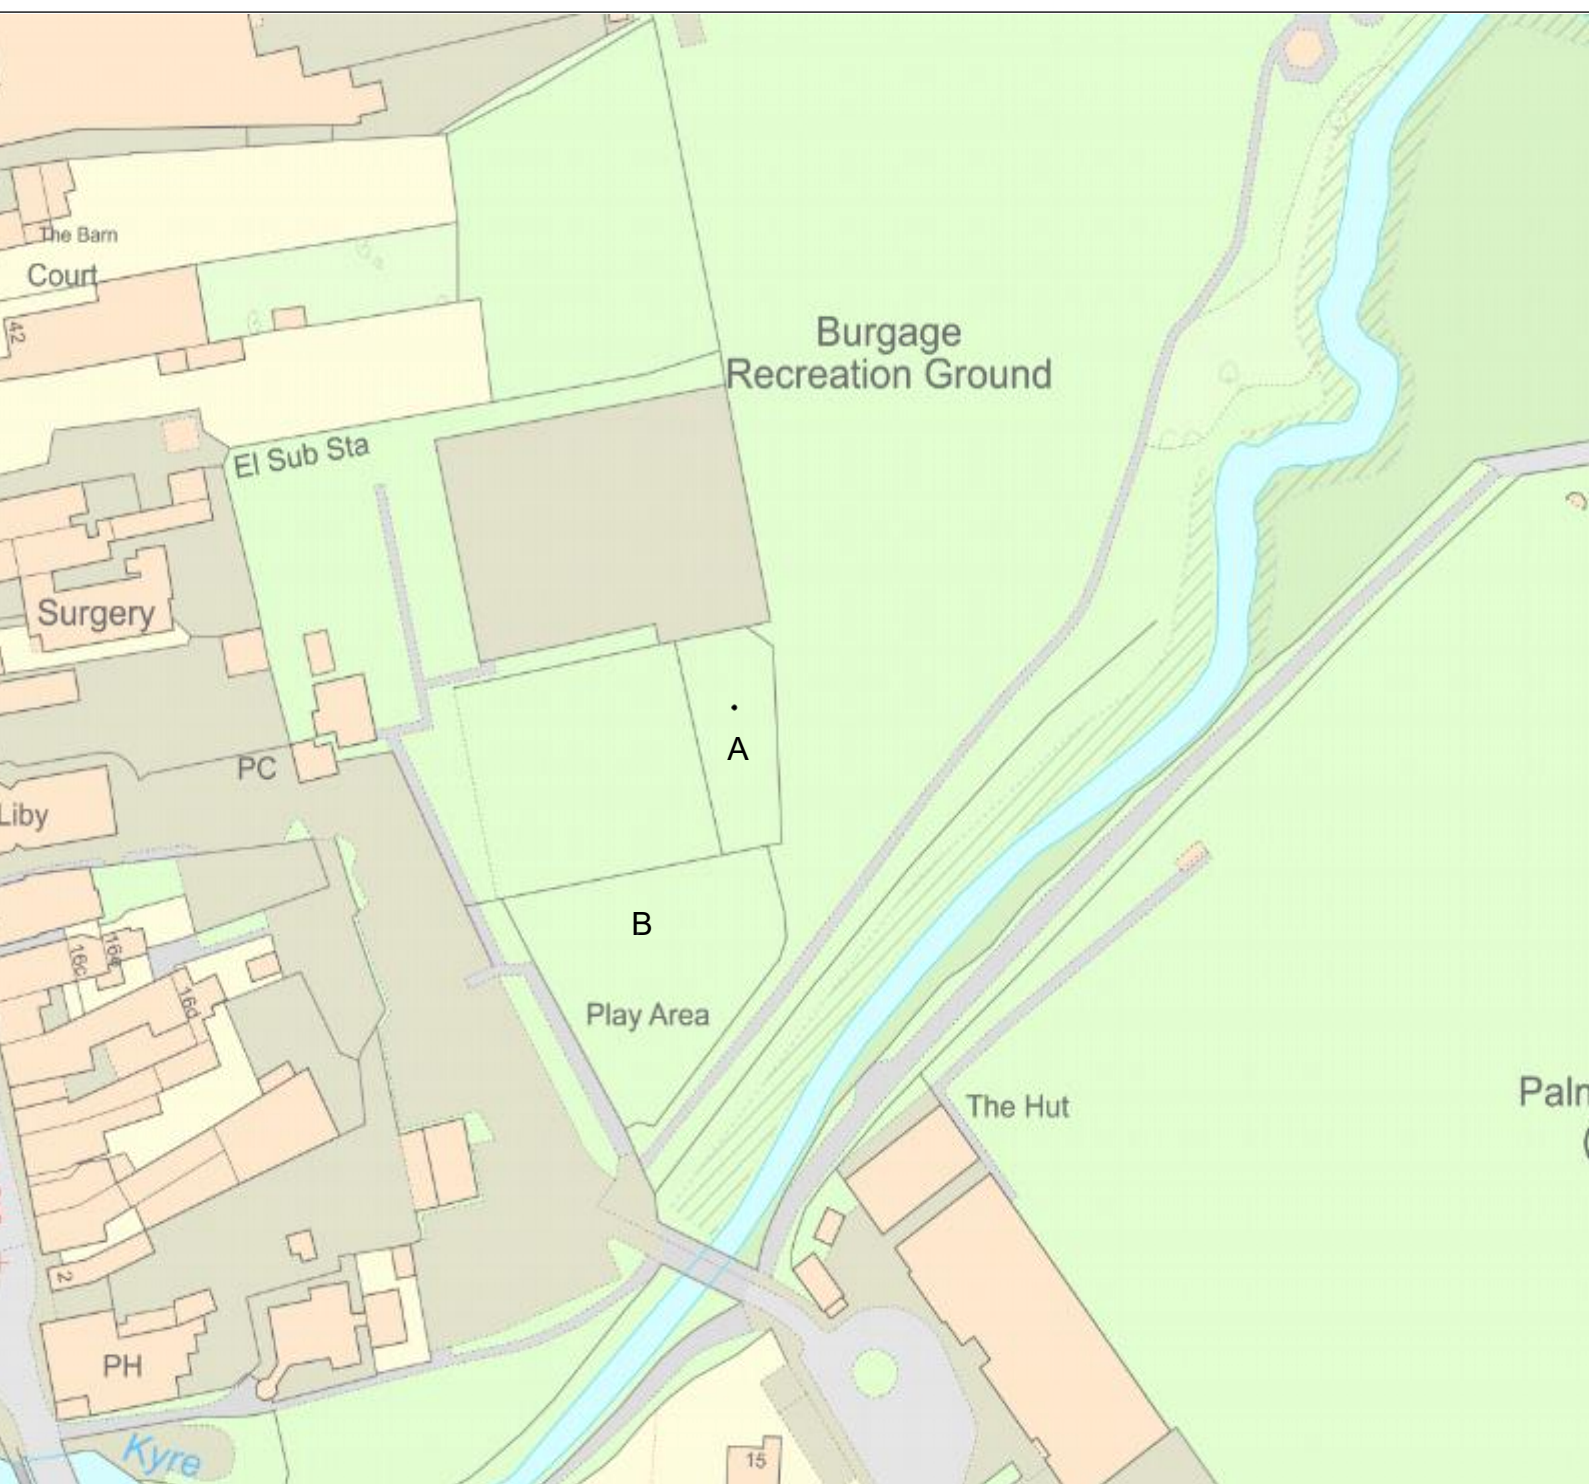 The Barn
Court
42
Burgage
Recreation Ground
El Sub Sta
Surgery
A
PC
Liby
B
16c
16e
16d
Play Area
The Hut
Paln
2
PH
Kyre
15